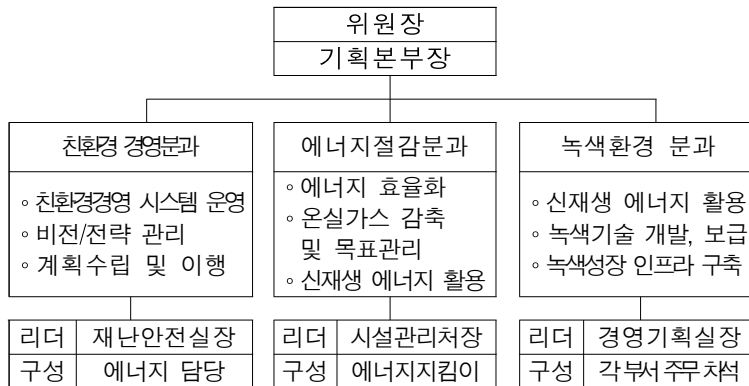 위원장
기획본부장
친환경 경영분과
◦ 친환경경영 시스템 운영
◦ 비전/전략 관리
◦ 계획수립 및 이행
리더 재난안전실장
구성 에너지 담당
에너지절감분과
◦ 에너지 효율화
◦ 온실가스 감축
및 목표관리
◦ 신재생 에너지 활용
리더 시설관리처장
구성 에너지지킴이
녹색환경 분과
◦ 신재생 에너지 활용
◦ 녹색기술 개발, 보급
◦ 녹색성장 인프라 구축
리더 경영기획실장
구성 각 부서 주무 차석